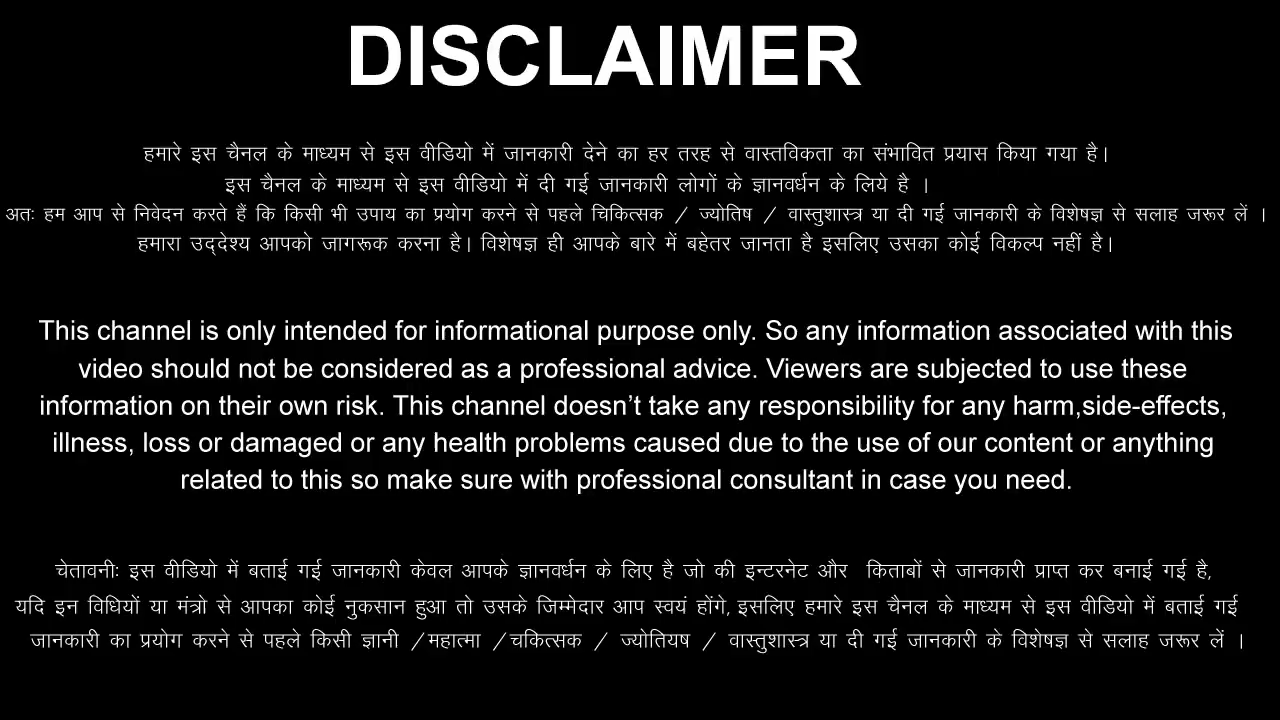 DISCLAIMER
हमारे इस चैनल के माध्यम से इस वीडियो में जानकारी देने का हर तरह से वास्तविकता का संभावित प्रयास किया गया है।
इस चैनल के माध्यम से इस वीडियो में दी गई जानकारी लोगों के ज्ञानवर्धन के लिये है ।
अतः हम आप से निवेदन करते हैं कि किसी भी उपाय का प्रयोग करने से पहले चिकित्सक / ज्योतिष / वास्तुशास्त्र या दी गई जानकारी के विशेषज्ञ से सलाह जरूर लें ।
हमारा उद्देश्य आपको जागरूक करना है। विशेषज्ञ ही आपके बारे में बहेतर जानता है इसलिए उसका कोई विकल्प नहीं है।
This channel is only intended for informational purpose only. So any information associated with this
video should not be considered as a professional advice. Viewers are subjected to use these
information on their own risk. This channel doesn’t take any responsibility for any harm,side-effects,
illness, loss or damaged or any health problems caused due to the use of our content or anything
related to this so make sure with professional consultant in case you need.
चेतावनीः इस वीडियो में बताई गई जानकारी केवल आपके ज्ञानवर्धन के लिए है जो की इन्टरनेट और किताबों से जानकारी प्राप्त कर बनाई गई है,
यदि इन विधियों या मंत्रो से आपका कोई नुकसान हुआ तो उसके जिम्मेदार आप स्वयं होंगे, इसलिए हमारे इस चैनल के माध्यम से इस वीडियो में बताई गई
जानकारी का प्रयोग करने से पहले किसी ज्ञानी /महात्मा /चकित्सक / ज्योतियष / वास्तुशास्त्र या दी गई जानकारी के विशेषज्ञ से सलाह जरूर लें ।